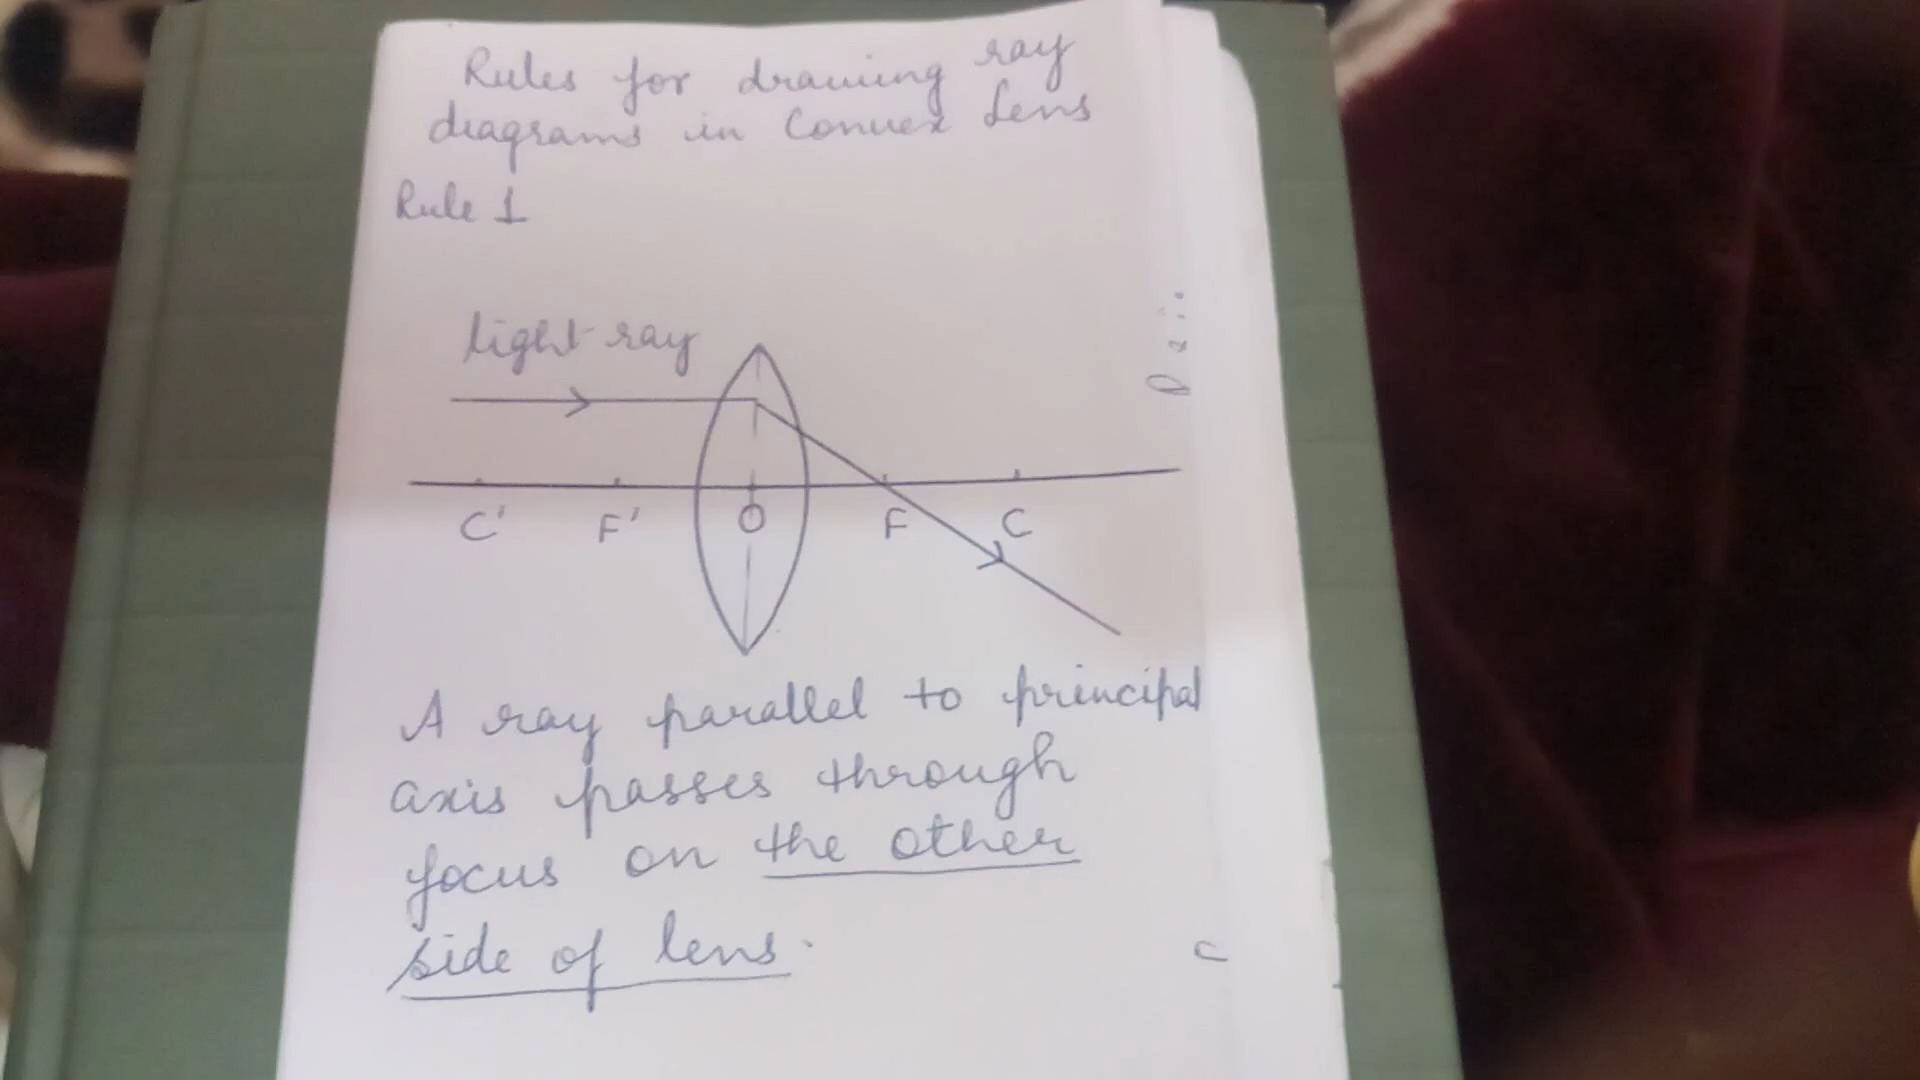 Rules for drawing ray
diagrams in Convex Lens
Rule 1
light ray
C' F' O F C
A ray parallel to principal
axis passes through
focus on the other
side of lens.